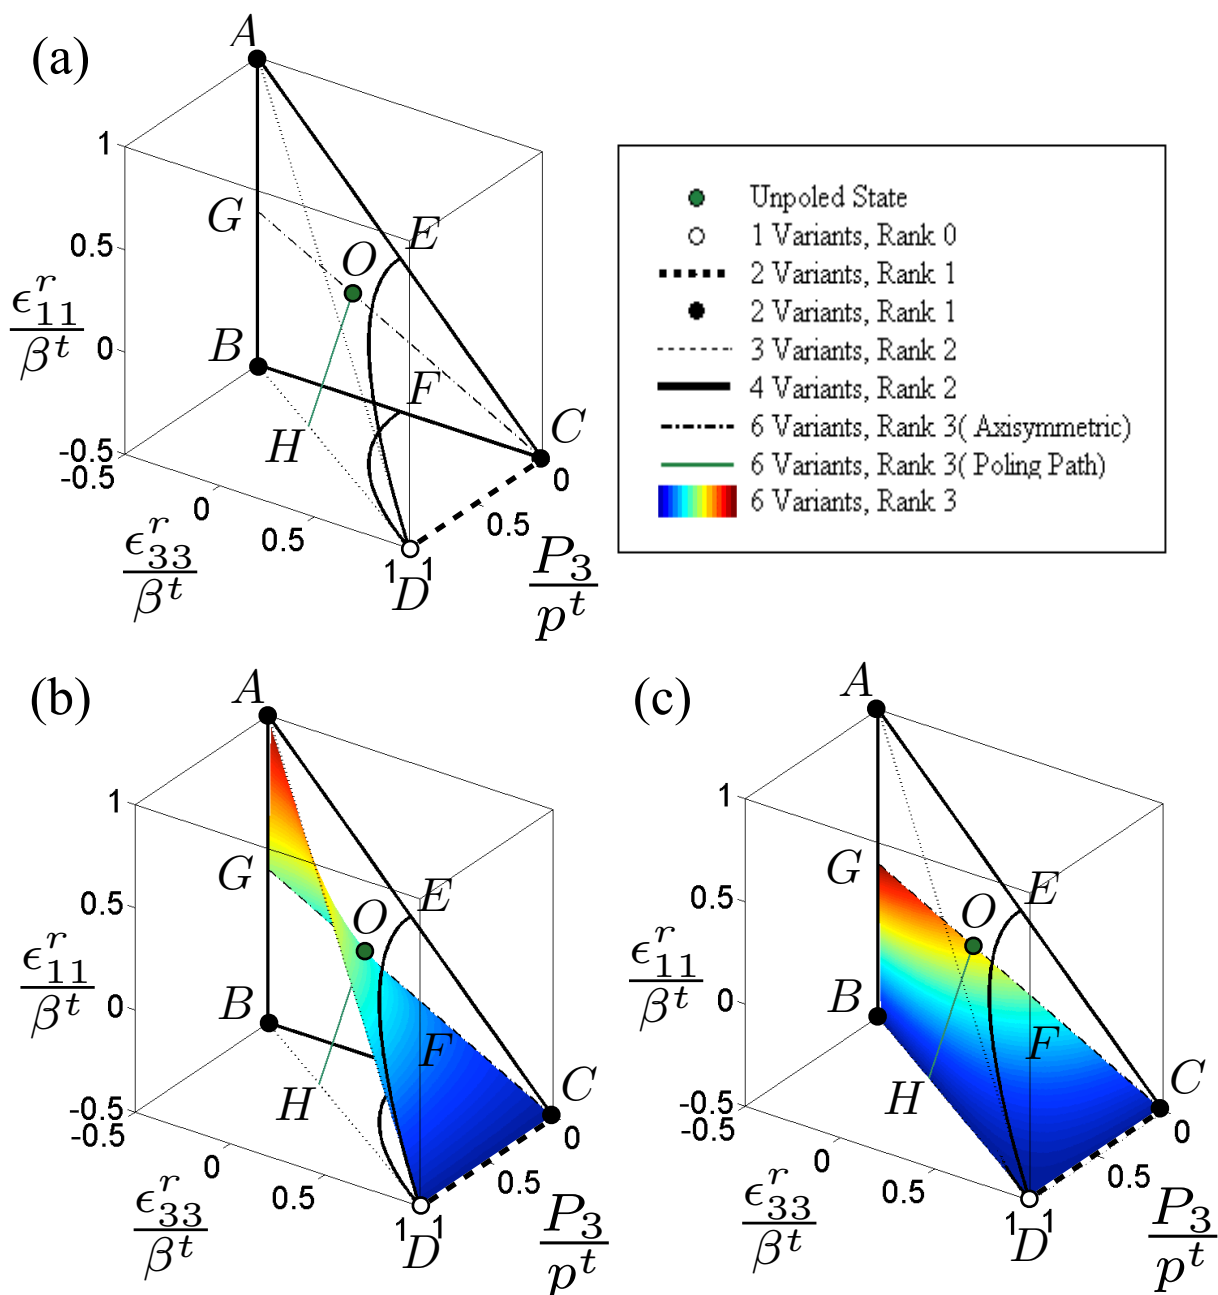 (a)
A
1
G
E
0.5
O
ϵ^r_11/β^t
B
0
F
C
H
-0.5
-0.5
0
0
0.5
0.5
ϵ^r_33/β^t
1 1
D
P_3/p^t
Unpoled State
1 Variants, Rank 0
2 Variants, Rank 1
2 Variants, Rank 1
3 Variants, Rank 2
4 Variants, Rank 2
6 Variants, Rank 3( Axisymmetric)
6 Variants, Rank 3( Poling Path)
6 Variants, Rank 3
(b)
A
1
G
E
0.5
O
ϵ^r_11/β^t
B
0
F
C
H
-0.5
-0.5
0
0
0.5
0.5
ϵ^r_33/β^t
1 1
D
P_3/p^t
(c)
A
1
G
E
0.5
O
ϵ^r_11/β^t
B
0
F
C
H
-0.5
-0.5
0
0
0.5
0.5
ϵ^r_33/β^t
1 1
D
P_3/p^t